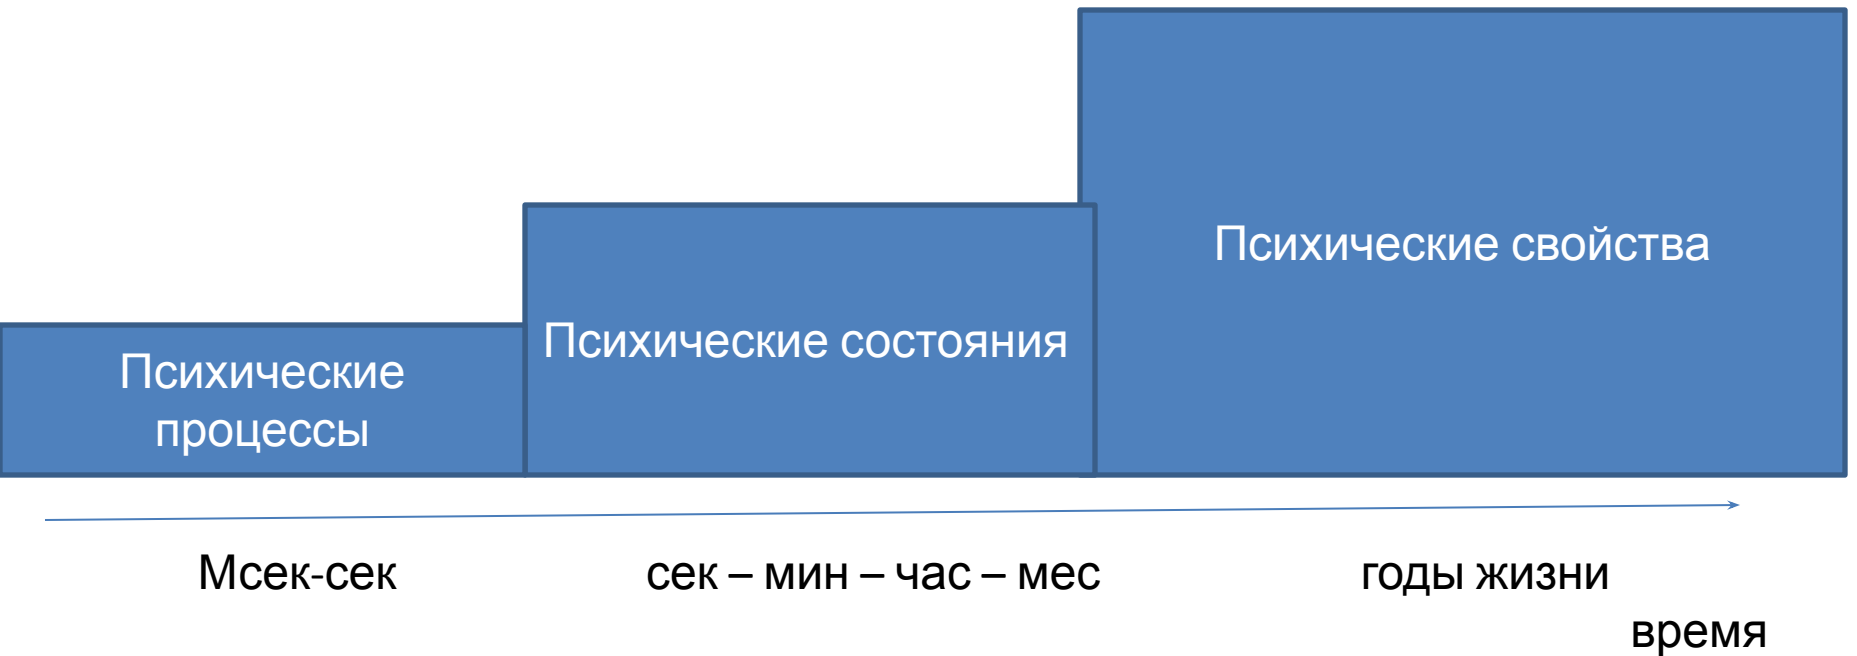 Психические свойства
Психические состояния
Психические
процессы
Мсек-сек
сек – мин – час – мес
годы жизни
время